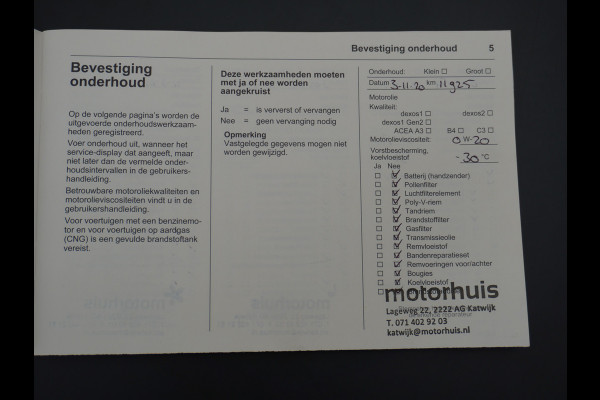 Bevestiging onderhoud 5
Bevestiging
onderhoud
Op de volgende pagina's worden de
uitgevoerde onderhoudswerkzaam-
heden geregistreerd.
Voer onderhoud uit, wanneer het
service-display dat aangeeft, maar
niet later dan de vermelde onder-
houdsintervallen in de gebruikers-
handleiding.
Betrouwbare motoroliekwaliteiten en
motorolieviscositeiten vindt u in de
gebruikershandleiding.
Voor voertuigen met een benzinemo-
tor en voor voertuigen op aardgas
(CNG) is een gevulde brandstoftank
vereist.
Deze werkzaamheden moeten
met ja of nee worden
aangekruist
Ja = is ververst of vervangen
Nee = geen vervanging nodig
Opmerking
Vastgelegde gegevens mogen niet
worden gewijzigd.
Onderhoud: Klein Groot
Datum 3-11-20 km 11925
Motorolie
Kwaliteit:
dexos1 dexos2
dexos1 Gen2
ACEA A3 B4 C3
Motorolieviscositeit: 0 W-20
Vorstbescherming,
koelvloeistof - 30 °C
Ja Nee
Batterij (handzender)
Pollenfilter
Luchtfilterelement
Poly-V-riem
Tandriem
Brandstoffilter
Gasfilter
Transmissieolie
Remvloeistof
Bandenreparatieset
Remvoeringen voor/achter
Bougies
Koelvloeistof
motorhuis
Lageweg 22, 2222 AG Katwijk
T. 071 402 92 03
katwijk@motorhuis.nl